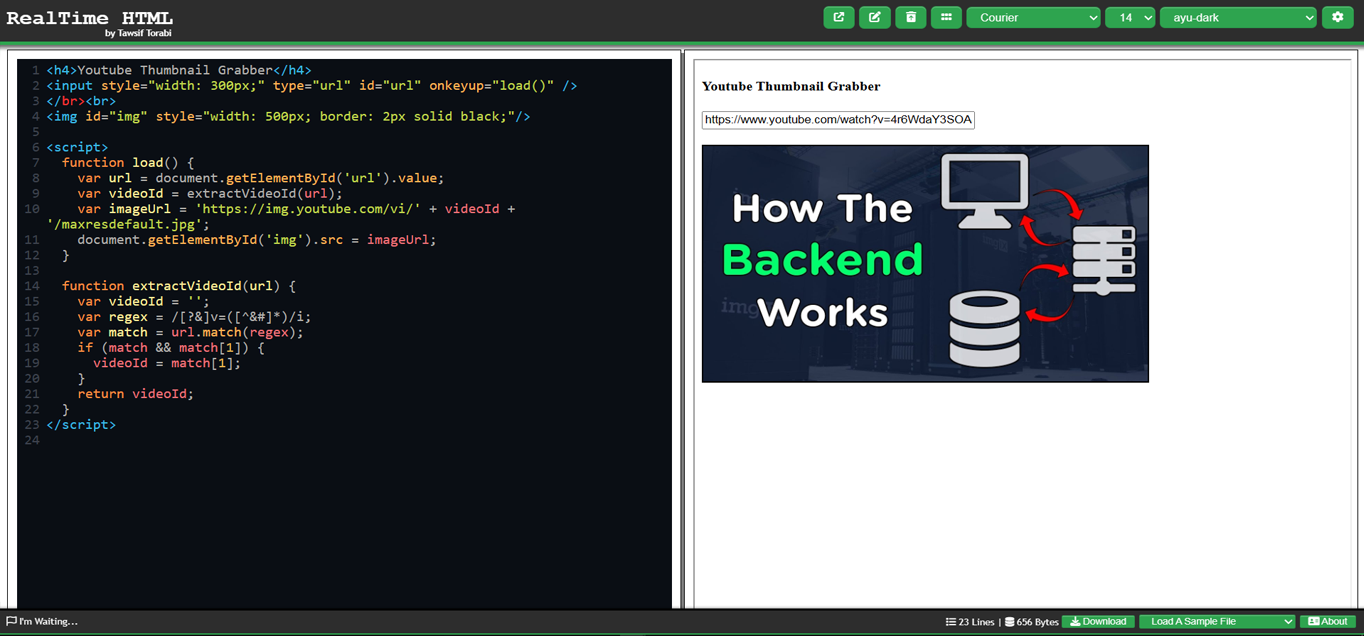 RealTime HTML
by Tawsif Torabi
Courier
14
ayu-dark
1 <h4>Youtube Thumbnail Grabber</h4>
2 <input style="width: 300px;" type="url" id="url" onkeyup="load()" />
3 </br><br>
4 <img id="img" style="width: 500px; border: 2px solid black;"/>
5
6 <script>
7 function load() {
8 var url = document.getElementById('url').value;
9 var videoId = extractVideoId(url);
10 var imageUrl = 'https://img.youtube.com/vi/' + videoId +
'/maxresdefault.jpg';
11 document.getElementById('img').src = imageUrl;
12 }
13
14 function extractVideoId(url) {
15 var videoId = '';
16 var regex = /[?&]v=([^&#]*)/i;
17 var match = url.match(regex);
18 if (match && match[1]) {
19 videoId = match[1];
20 }
21 return videoId;
22 }
23 </script>
24
Youtube Thumbnail Grabber
https://www.youtube.com/watch?v=4r6WdaY3SOA
How The
Backend
Works
img
I'm Waiting...
23 Lines | 656 Bytes
Download
Load A Sample File
About